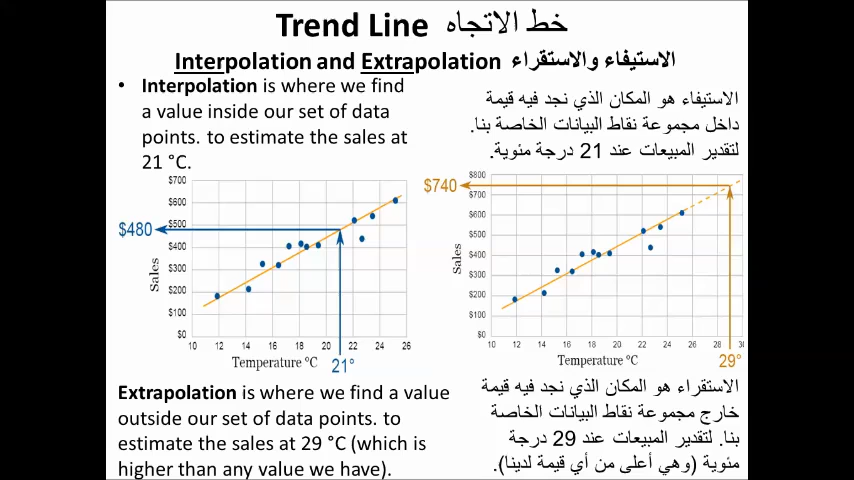 Trend Line خط الاتجاه
Interpolation and Extrapolation الاستيفاء والاستقراء
• Interpolation is where we find
a value inside our set of data
points. to estimate the sales at
21 °C.
الاستيفاء هو المكان الذي نجد فيه قيمة
داخل مجموعة نقاط البيانات الخاصة بنا.
لتقدير المبيعات عند 21 درجة مئوية.
$700
$600
$500
$480
$400
$300
$200
$100
$0
Sales
10 12 14 16 18 20 22 24 26
Temperature ºC
21°
$800
$740
$700
$600
$500
$400
$300
$200
$100
$0
Sales
10 12 14 16 18 20 22 24 26 28 30
Temperature ºC
29°
Extrapolation is where we find a value
outside our set of data points. to
estimate the sales at 29 °C (which is
higher than any value we have).
الاستقراء هو المكان الذي نجد فيه قيمة
خارج مجموعة نقاط البيانات الخاصة
بنا. لتقدير المبيعات عند 29 درجة
مئوية (وهي أعلى من أي قيمة لدينا).